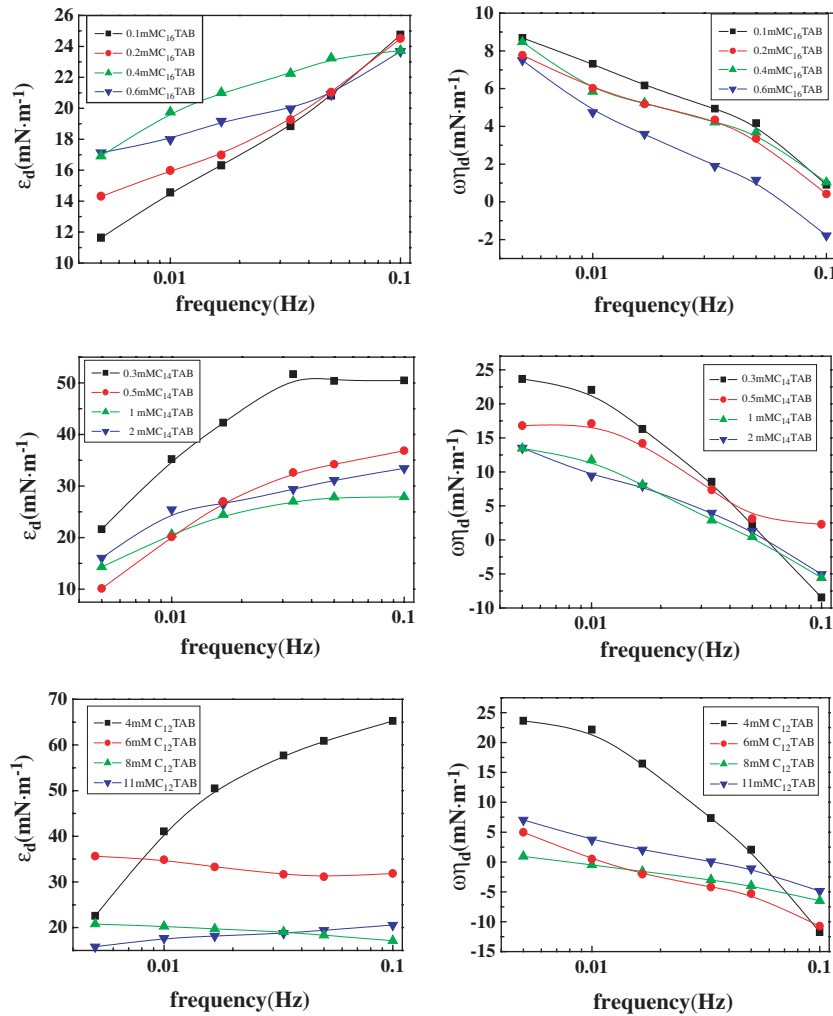 26
24
22
20
18
16
14
12
10
0.1mMC₁₆TAB
0.2mMC₁₆TAB
0.4mMC₁₆TAB
0.6mMC₁₆TAB
εd(mN·m⁻¹)
0.01
0.1
frequency(Hz)
10
8
6
4
2
0
-2
0.1mMC₁₆TAB
0.2mMC₁₆TAB
0.4mMC₁₆TAB
0.6mMC₁₆TAB
ωηd(mN·m⁻¹)
0.01
0.1
frequency(Hz)
50
40
30
20
10
0.3mMC₁₄TAB
0.5mMC₁₄TAB
1 mMC₁₄TAB
2 mMC₁₄TAB
εd(mN·m⁻¹)
0.01
0.1
frequency(Hz)
25
20
15
10
5
0
-5
-10
0.3mMC₁₄TAB
0.5mMC₁₄TAB
1 mMC₁₄TAB
2 mMC₁₄TAB
ωηd(mN·m⁻¹)
0.01
0.1
frequency(Hz)
70
60
50
40
30
20
4mM C₁₂TAB
6mM C₁₂TAB
8mM C₁₂TAB
11mMC₁₂TAB
εd(mN·m⁻¹)
0.01
0.1
frequency(Hz)
25
20
15
10
5
0
-5
-10
-15
4mM C₁₂TAB
6mM C₁₂TAB
8mM C₁₂TAB
11mMC₁₂TAB
ωηd(mN·m⁻¹)
0.01
0.1
frequency(Hz)